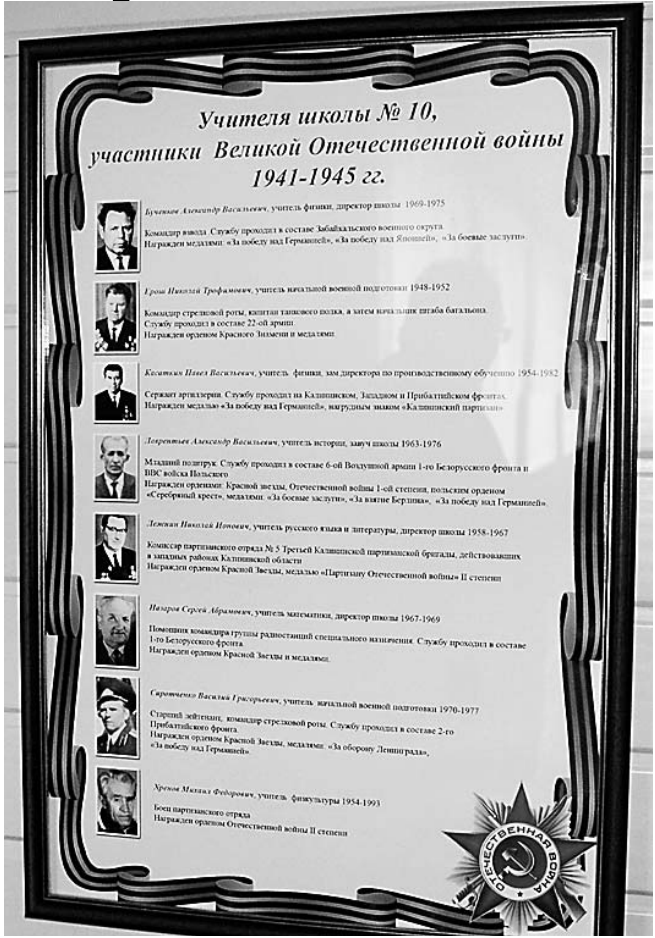 Учителя школы № 10,
участники Великой Отечественной войны
1941-1945 гг.
Бученков Александр Васильевич, учитель физики, директор школы 1969-1975
Командир взвода. Службу проходил в составе Забайкальского военного округа.
Награжден медалями: «За победу над Германией», «За победу над Японией», «За боевые заслуги».
Ерош Николай Трофимович, учитель начальной военной подготовки 1948-1952
Командир стрелковой роты, капитан танкового полка, а затем начальник штаба батальона.
Службу проходил в составе 22-ой армии.
Награжден орденом Красного Знамени и медалями.
Касаткин Павел Васильевич, учитель физики, зам директора по производственному обучению 1954-1982
Сержант артиллерии. Службу проходил на Калининском, Западном и Прибалтийском фронтах.
Награжден медалью «За победу над Германией», нагрудным знаком «Калининский партизан»
Лаврентьев Александр Васильевич, учитель истории, завуч школы 1963-1976
Младший политрук. Службу проходил в составе 6-ой Воздушной армии 1-го Белорусского фронта и
ВВС войска Польского
Награжден орденами: Красной звезды, Отечественной войны 1-ой степени, польским орденом
«Серебряный крест», медалями: «За боевые заслуги», «За взятие Берлина», «За победу над Германией».
Николай Ионович, учитель русского языка и литературы, директор школы 1958-1967
Комиссар партизанского отряда № 5 Третьей Калининской партизанской бригады, действовавших
в западных районах Калининской области
Награжден орденом Красной Звезды, медалью «Партизану Отечественной войны» II степени
Назаров Сергей Абрамович, учитель математики, директор школы 1967-1969
Помощник командира группы радиостанций специального назначения. Службу проходил в составе
1-го Белорусского фронта.
Награжден орденом Красной Звезды и медалями.
Сиротченко Василий Григорьевич, учитель начальной военной подготовки 1970-1977
Старший лейтенант, командир стрелковой роты. Службу проходил в составе 2-го
Прибалтийского фронта.
Награжден орденом Красной Звезды, медалями: «За оборону Ленинграда»,
«За победу над Германией».
Хренов Михаил Федорович, учитель физкультуры 1954-1993
Боец партизанского отряда
Награжден орденом Отечественной войны II степени
ОТЕЧЕСТВЕННАЯ ВОЙНА